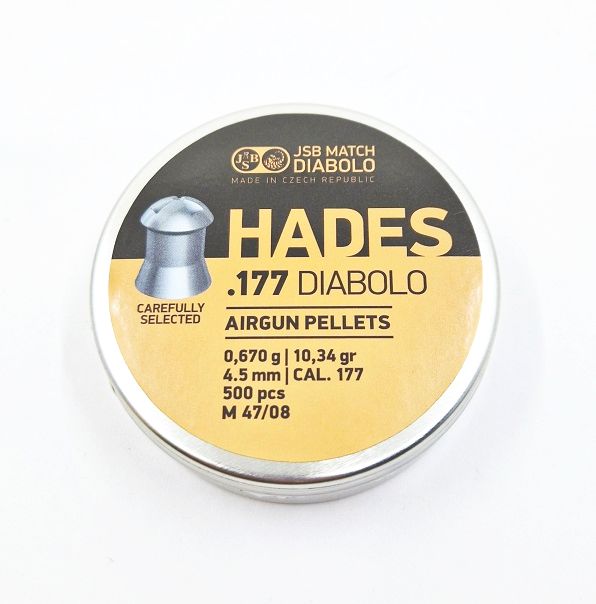 JSB
JSB MATCH
DIABOLO
MADE IN CZECH REPUBLIC
HADES
.177 DIABOLO
CAREFULLY
SELECTED
AIRGUN PELLETS
0,670 g | 10,34 gr
4.5 mm | CAL. 177
500 pcs
M 47/08